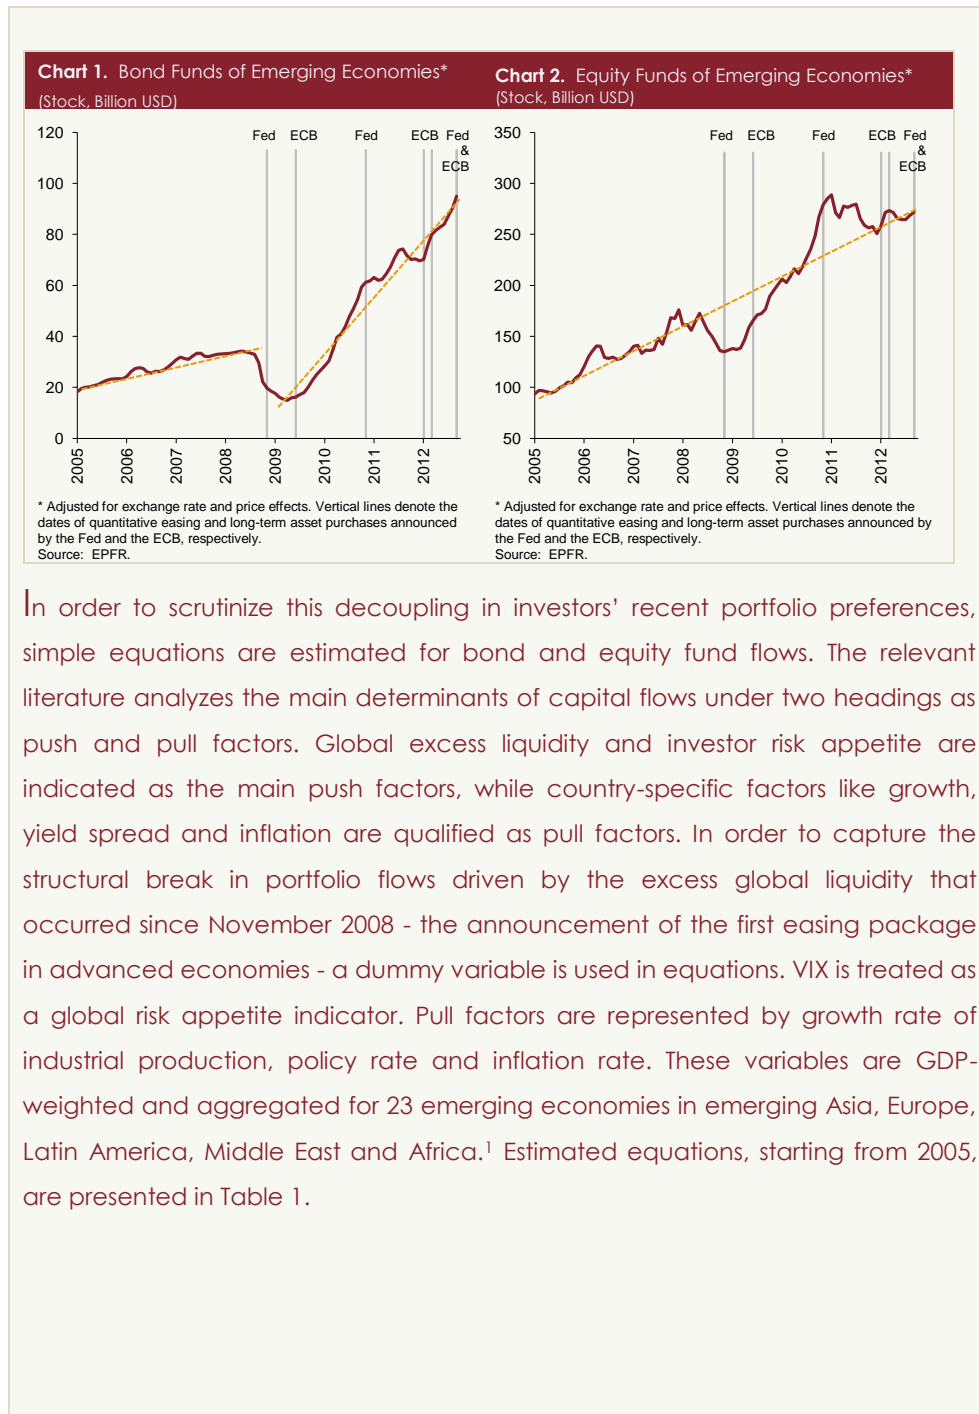 Chart 1. Bond Funds of Emerging Economies*
(Stock, Billion USD)
120
100
80
60
40
20
0
Fed
ECB
Fed
ECB
Fed
&
ECB
2005
2006
2007
2008
2009
2010
2011
2012
* Adjusted for exchange rate and price effects. Vertical lines denote the
dates of quantitative easing and long-term asset purchases announced
by the Fed and the ECB, respectively.
Source: EPFR.
Chart 2. Equity Funds of Emerging Economies*
(Stock, Billion USD)
350
300
250
200
150
100
50
Fed
ECB
Fed
ECB
Fed
&
ECB
2005
2006
2007
2008
2009
2010
2011
2012
* Adjusted for exchange rate and price effects. Vertical lines denote the
dates of quantitative easing and long-term asset purchases announced by
the Fed and the ECB, respectively.
Source: EPFR.
In order to scrutinize this decoupling in investors' recent portfolio preferences,
simple equations are estimated for bond and equity fund flows. The relevant
literature analyzes the main determinants of capital flows under two headings as
push and pull factors. Global excess liquidity and investor risk appetite are
indicated as the main push factors, while country-specific factors like growth,
yield spread and inflation are qualified as pull factors. In order to capture the
structural break in portfolio flows driven by the excess global liquidity that
occurred since November 2008 - the announcement of the first easing package
in advanced economies - a dummy variable is used in equations. VIX is treated as
a global risk appetite indicator. Pull factors are represented by growth rate of
industrial production, policy rate and inflation rate. These variables are GDP-
weighted and aggregated for 23 emerging economies in emerging Asia, Europe,
Latin America, Middle East and Africa.¹ Estimated equations, starting from 2005,
are presented in Table 1.